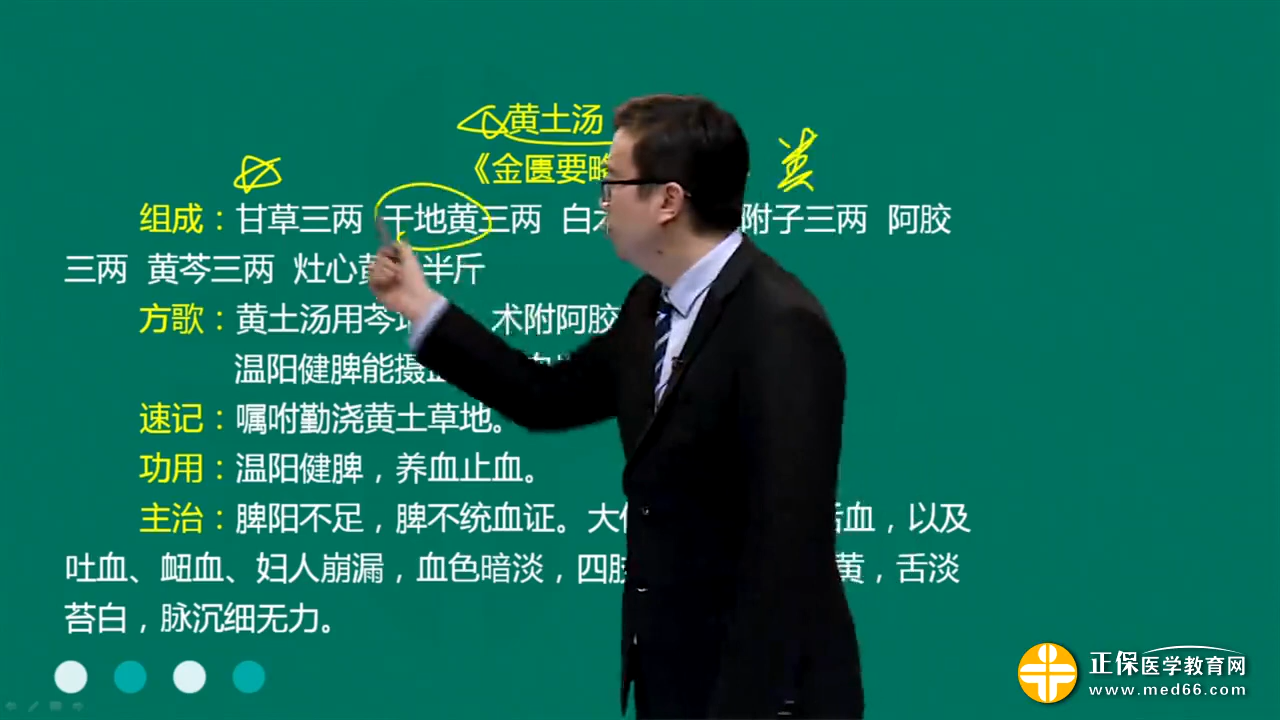 黄土汤
《金匮要略
组成：甘草三两 干地黄三两 白术 附子三两 阿胶
三两 黄芩三两 灶心黄 半斤
方歌：黄土汤用芩地 术附阿胶
温阳健脾能摄血
速记：嘱咐勤浇黄土草地。
功用：温阳健脾，养血止血。
主治：脾阳不足，脾不统血证。大便 后血，以及
吐血、衄血、妇人崩漏，血色暗淡，四肢 黄，舌淡
苔白，脉沉细无力。
正保医学教育网
www.med66.com